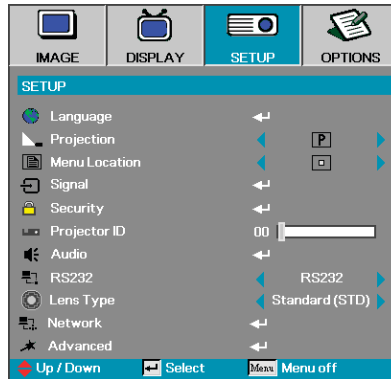 IMAGE DISPLAY SETUP OPTIONS
SETUP
Language
Projection P
Menu Location
Signal
Security
Projector ID 00
Audio
RS232 RS232
Lens Type Standard (STD)
Network
Advanced
Up / Down Select Menu Menu off